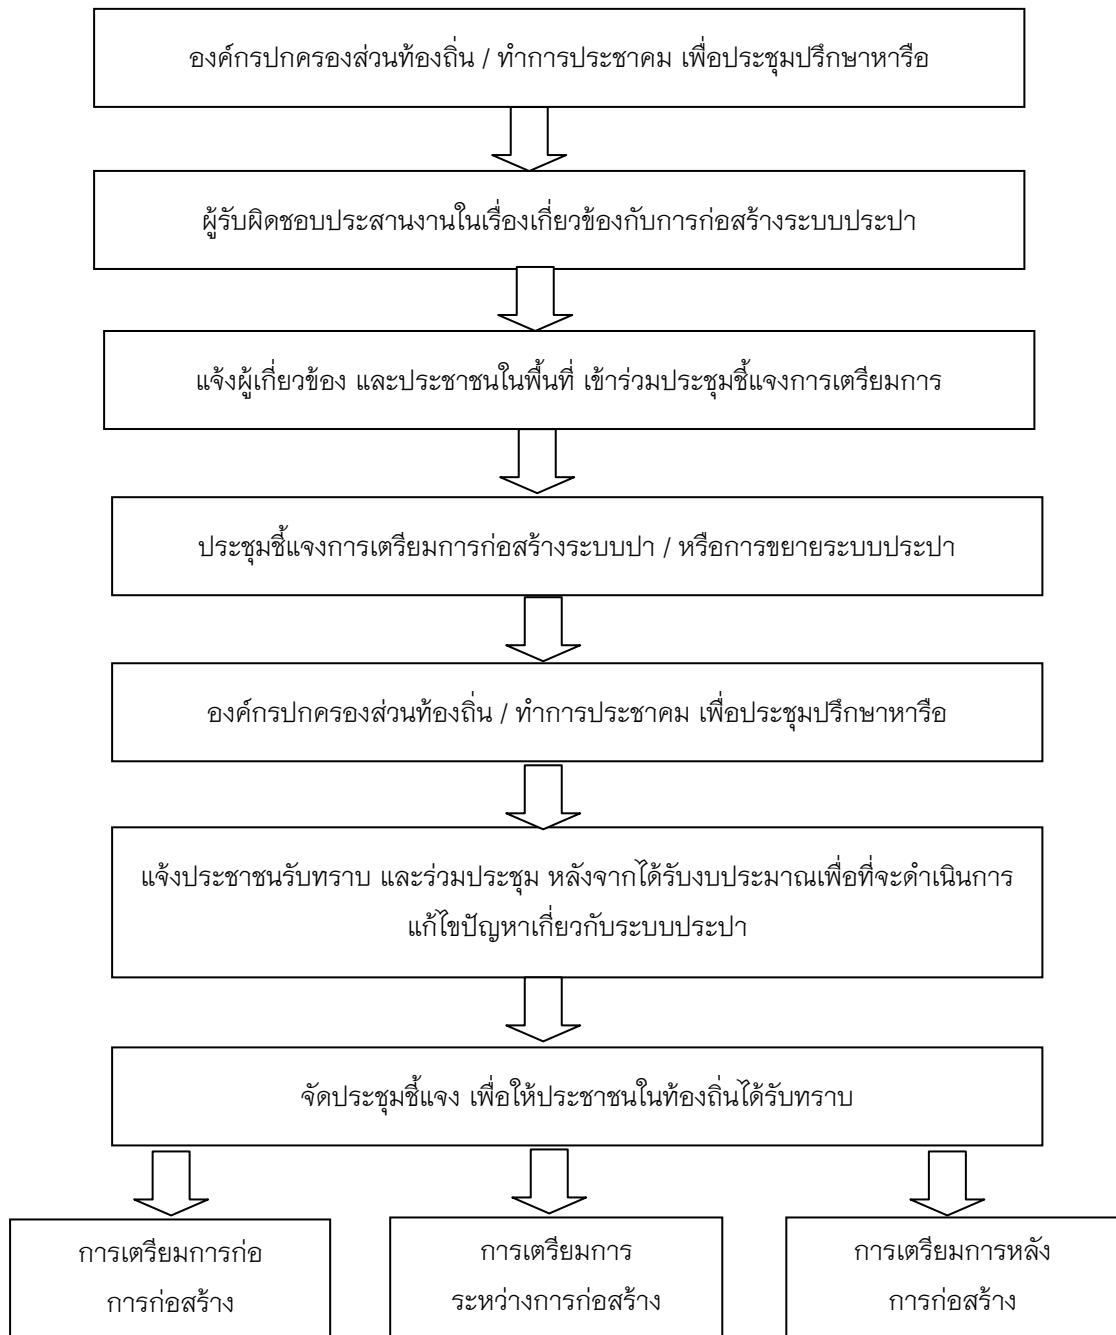 องค์กรปกครองส่วนท้องถิ่น / ทำการประชาคม เพื่อประชุมปรึกษาหารือ
ผู้รับผิดชอบประสานงานในเรื่องเกี่ยวข้องกับการก่อสร้างระบบประปา
แจ้งผู้เกี่ยวข้อง และประชาชนในพื้นที่ เข้าร่วมประชุมชี้แจงการเตรียมการ
ประชุมชี้แจงการเตรียมการก่อสร้างระบบปา / หรือการขยายระบบประปา
องค์กรปกครองส่วนท้องถิ่น / ทำการประชาคม เพื่อประชุมปรึกษาหารือ
แจ้งประชาชนรับทราบ และร่วมประชุม หลังจากได้รับงบประมาณเพื่อที่จะดำเนินการ
แก้ไขปัญหาเกี่ยวกับระบบประปา
จัดประชุมชี้แจง เพื่อให้ประชาชนในท้องถิ่นได้รับทราบ
การเตรียมการก่อ
การก่อสร้าง
การเตรียมการ
ระหว่างการก่อสร้าง
การเตรียมการหลัง
การก่อสร้าง